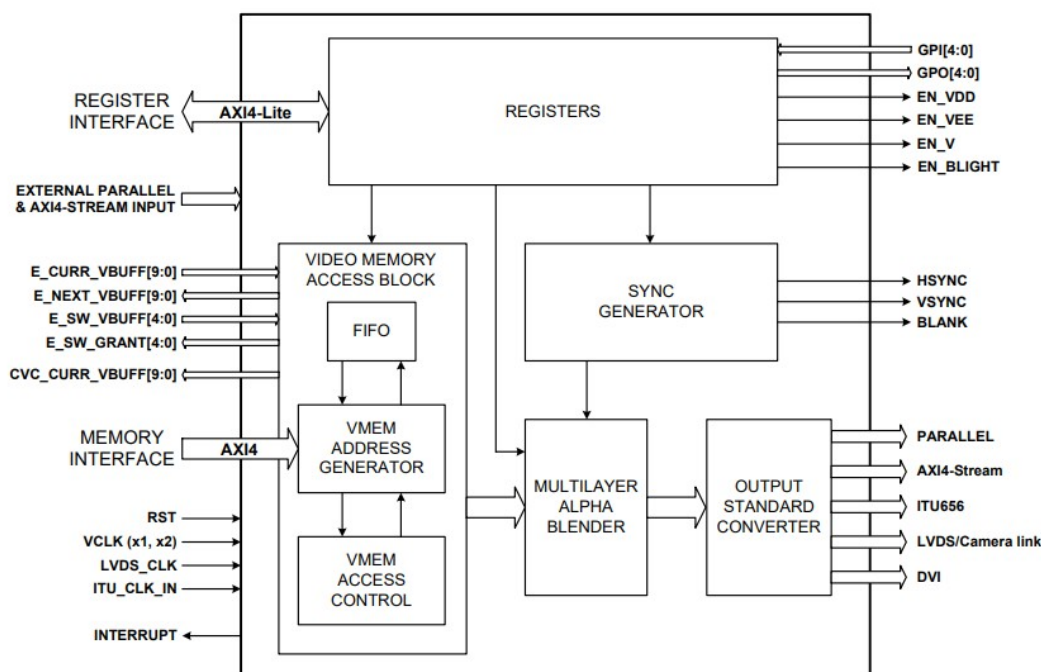 REGISTER
INTERFACE
AXI4-Lite
REGISTERS
GPI[4:0]
GPO[4:0]
EN_VDD
EN_VEE
EN_V
EN_BLIGHT
EXTERNAL PARALLEL
& AXI4-STREAM INPUT
E_CURR_VBUFF[9:0]
E_NEXT_VBUFF[9:0]
E_SW_VBUFF[4:0]
E_SW_GRANT[4:0]
CVC_CURR_VBUFF[9:0]
VIDEO MEMORY
ACCESS BLOCK
FIFO
VMEM
ADDRESS
GENERATOR
VMEM
ACCESS
CONTROL
SYNC
GENERATOR
HSYNC
VSYNC
BLANK
MEMORY
INTERFACE
AXI4
RST
VCLK (x1, x2)
LVDS_CLK
ITU_CLK_IN
INTERRUPT
MULTILAYER
ALPHA
BLENDER
OUTPUT
STANDARD
CONVERTER
PARALLEL
AXI4-Stream
ITU656
LVDS/Camera link
DVI